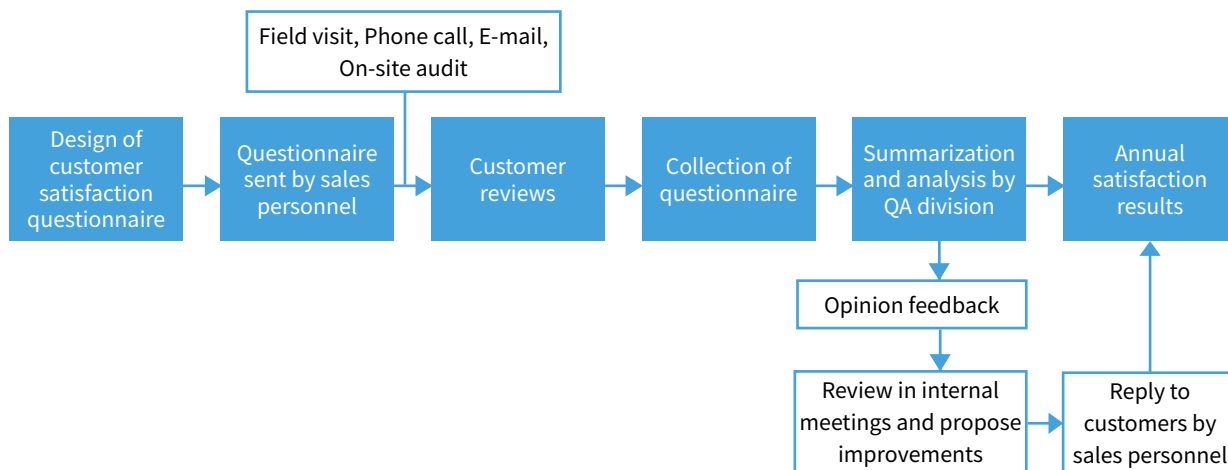 Field visit, Phone call, E-mail,
On-site audit
Design of
customer
satisfaction
questionnaire
Questionnaire
sent by sales
personnel
Customer
reviews
Collection of
questionnaire
Summarization
and analysis by
QA division
Annual
satisfaction
results
Opinion feedback
Review in internal
meetings and propose
improvements
Reply to
customers by
sales personnel